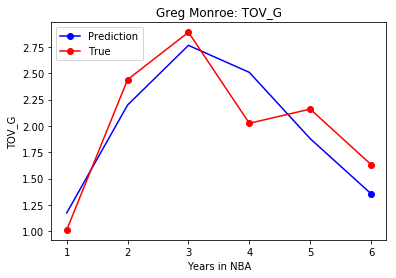 Greg Monroe: TOV_G
Prediction
True
TOV_G
2.75
2.50
2.25
2.00
1.75
1.50
1.25
1.00
1 2 3 4 5 6
Years in NBA